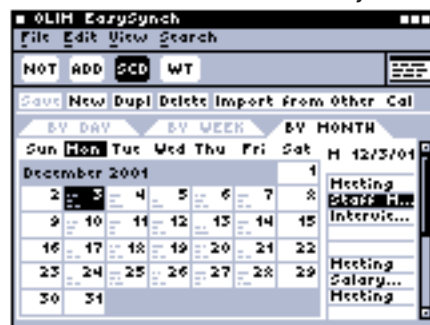 OLIM EasySynch
File Edit View Search
NOT ADD SCD WT
Save New Dupl Delete Import from Other Cal
BY DAY BY WEEK BY MONTH
Sun Mon Tue Wed Thu Fri Sat M 12/3/01
December 2001 1
Meeting
2 3 4 5 6 7 8 Staff M...
9 10 11 12 13 14 15 Intervie...
16 17 18 19 20 21 22
23 24 25 26 27 28 29 Meeting
Salary...
30 31 Meeting